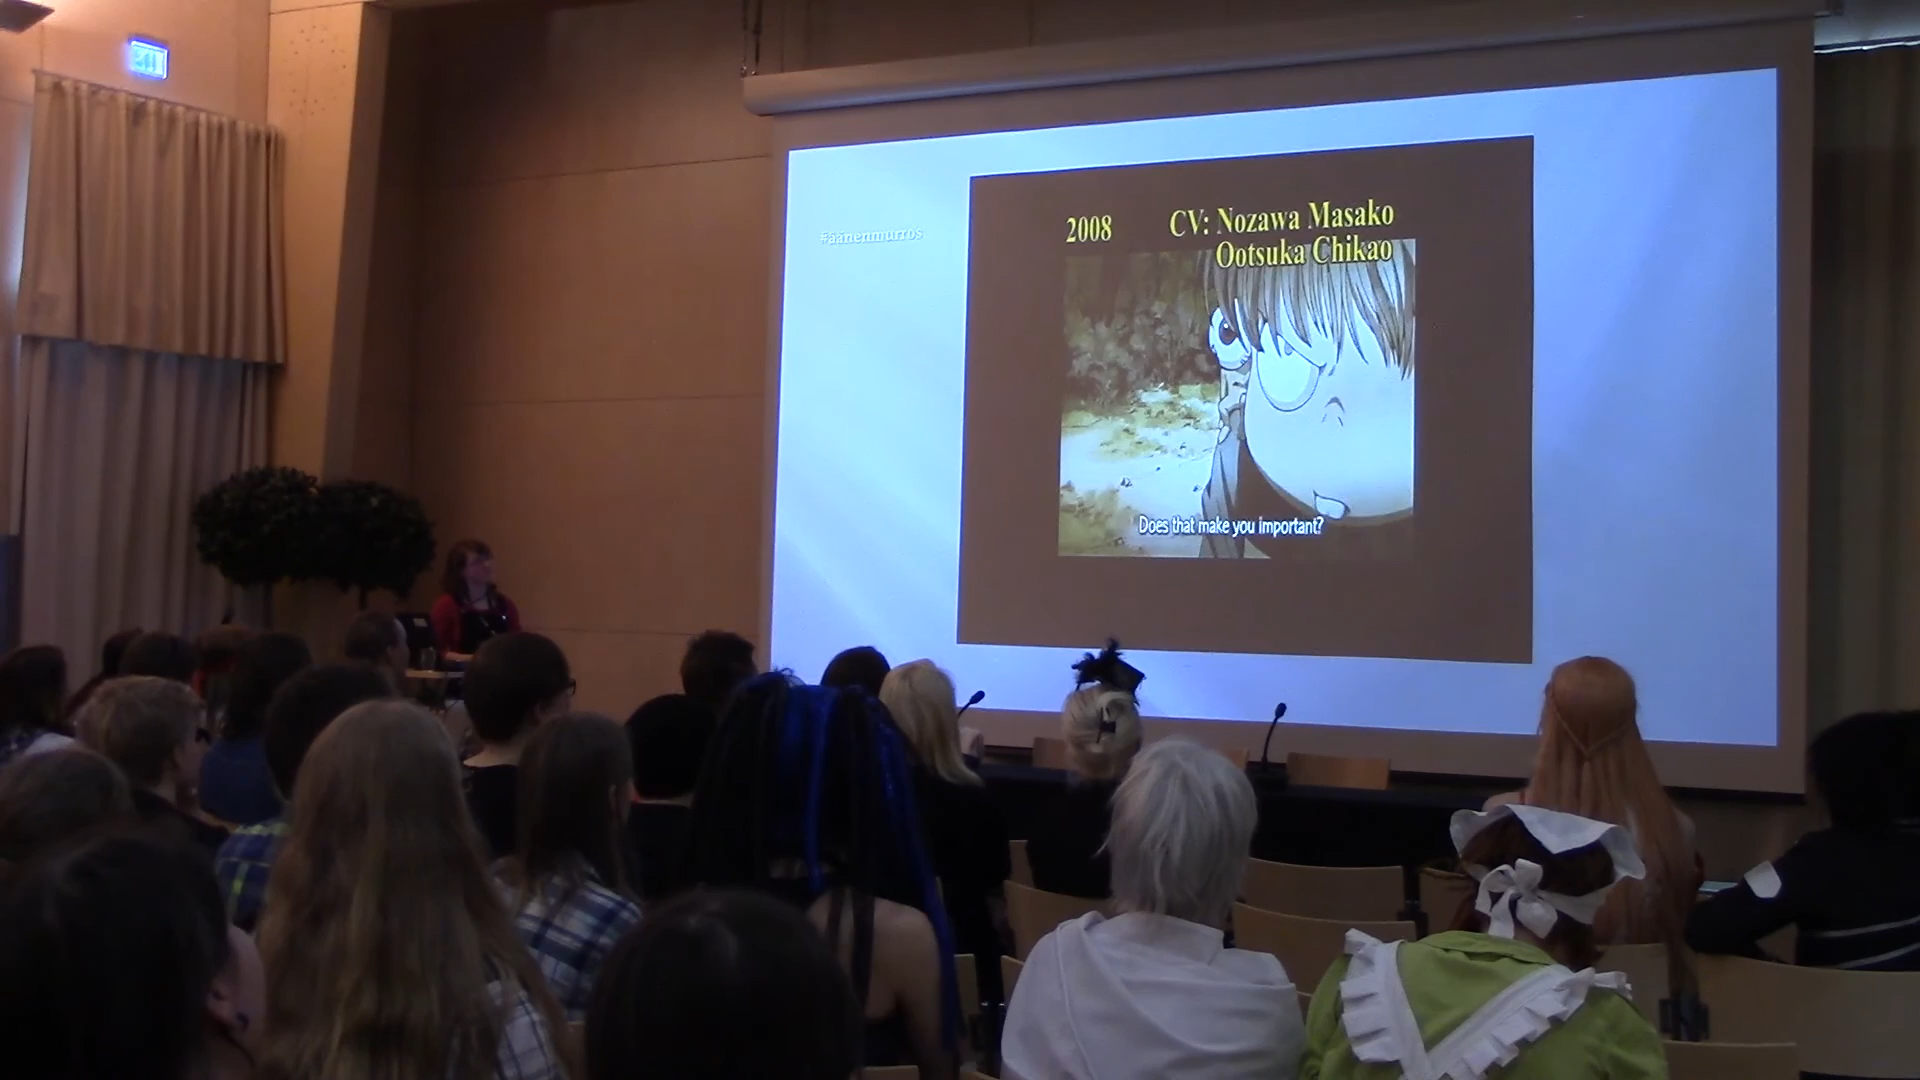 #äänenmurros
2008 CV: Nozawa Masako
Ootsuka Chikao
Does that make you important?